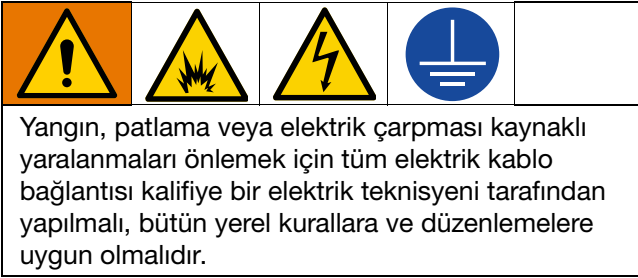 Yangın, patlama veya elektrik çarpması kaynaklı
yaralanmaları önlemek için tüm elektrik kablo
bağlantısı kalifiye bir elektrik teknisyeni tarafından
yapılmalı, bütün yerel kurallara ve düzenlemelere
uygun olmalıdır.